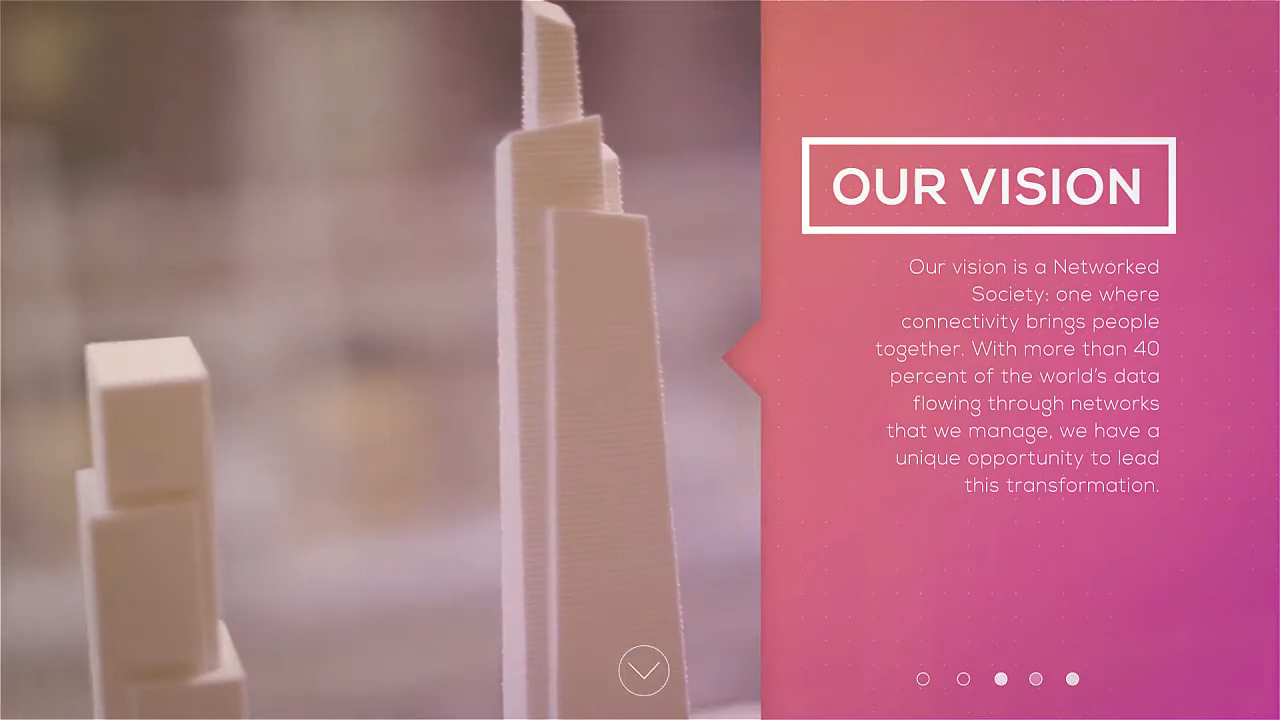 OUR VISION
Our vision is a Networked
Society: one where
connectivity brings people
together. With more than 40
percent of the world's data
flowing through networks
that we manage, we have a
unique opportunity to lead
this transformation.